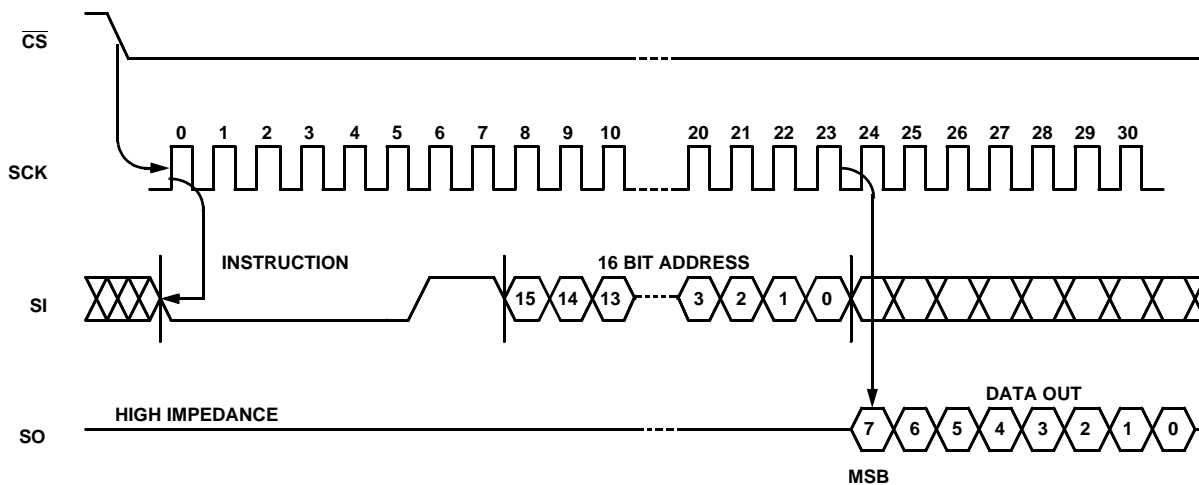 C̅S̅
0 1 2 3 4 5 6 7 8 9 10 20 21 22 23 24 25 26 27 28 29 30
SCK
INSTRUCTION
16 BIT ADDRESS
SI
15 14 13 3 2 1 0
HIGH IMPEDANCE
DATA OUT
SO
7 6 5 4 3 2 1 0
MSB